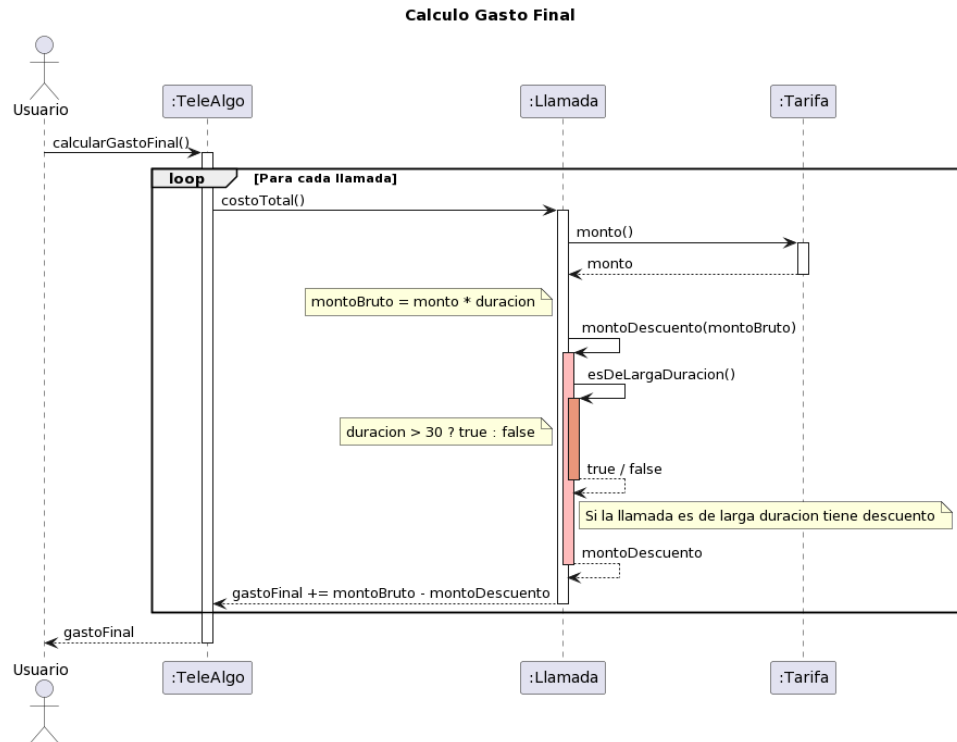 Calculo Gasto Final
Usuario
:TeleAlgo
:Llamada
:Tarifa
calcularGastoFinal()
loop
[Para cada llamada]
costoTotal()
monto()
monto
montoBruto = monto * duracion
montoDescuento(montoBruto)
esDeLargaDuracion()
duracion > 30 ? true : false
true / false
Si la llamada es de larga duracion tiene descuento
montoDescuento
gastoFinal += montoBruto - montoDescuento
gastoFinal
Usuario
:TeleAlgo
:Llamada
:Tarifa